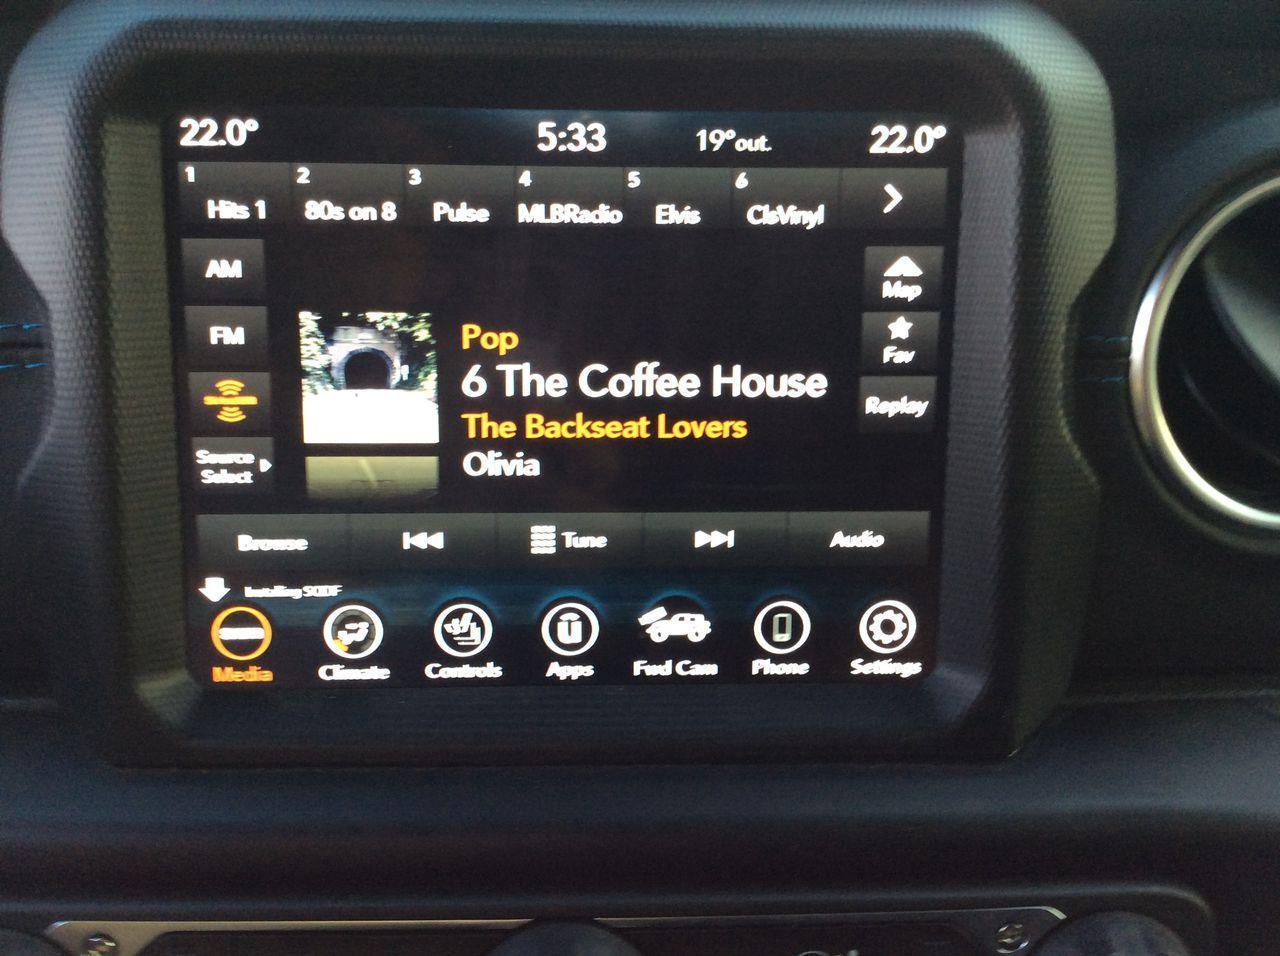 22.0° 5:33 19°out. 22.0°
1 2 3 4 5 6
Hits 1 80s on 8 Pulse MLBRadio Elvis ClsVinyl
AM
Map
FM
Pop
Fav
6 The Coffee House
Replay
The Backseat Lovers
Source
Select
Olivia
Browse Tune Audio
Installing
Media Climate Controls Apps Fwd Cam Phone Settings